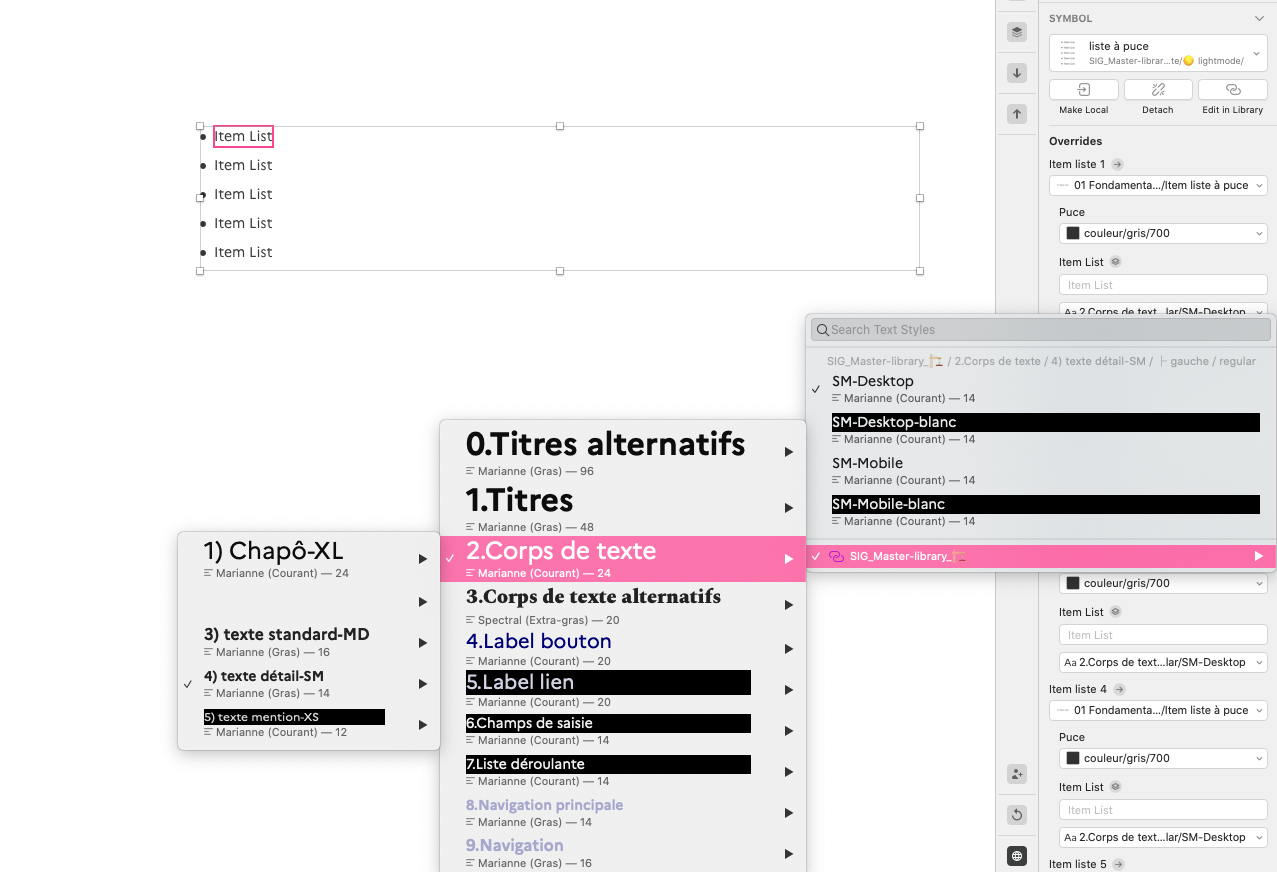 Item List
Item List
Item List
Item List
Item List
SYMBOL
liste à puce
SIG_Master-librar...te/ lightmode/
Make Local
Detach
Edit in Library
Overrides
Item liste 1
01 Fondamenta.../Item liste à puce
Puce
couleur/gris/700
Item List
Item List
Aa 2.Corps de text...lar/SM-Desktop
Search Text Styles
SIG_Master-library_ / 2.Corps de texte / 4) texte détail-SM / ⊢ gauche / regular
SM-Desktop
Marianne (Courant) — 14
SM-Desktop-blanc
Marianne (Courant) — 14
SM-Mobile
Marianne (Courant) — 14
SM-Mobile-blanc
Marianne (Courant) — 14
SIG_Master-library_
0.Titres alternatifs
Marianne (Gras) — 96
1.Titres
Marianne (Gras) — 48
2.Corps de texte
Marianne (Courant) — 24
3.Corps de texte alternatifs
Spectral (Extra-gras) — 20
4.Label bouton
Marianne (Courant) — 20
5.Label lien
Marianne (Courant) — 20
6.Champs de saisie
Marianne (Courant) — 14
7.Liste déroulante
Marianne (Courant) — 14
8.Navigation principale
Marianne (Gras) — 14
9.Navigation
Marianne (Gras) — 16
1) Chapô-XL
Marianne (Courant) — 24
3) texte standard-MD
Marianne (Gras) — 16
4) texte détail-SM
Marianne (Gras) — 14
5) texte mention-XS
Marianne (Courant) — 12
couleur/gris/700
Item List
Item List
Aa 2.Corps de text...lar/SM-Desktop
Item liste 4
01 Fondamenta.../Item liste à puce
Puce
couleur/gris/700
Item List
Item List
Aa 2.Corps de text...lar/SM-Desktop
Item liste 5